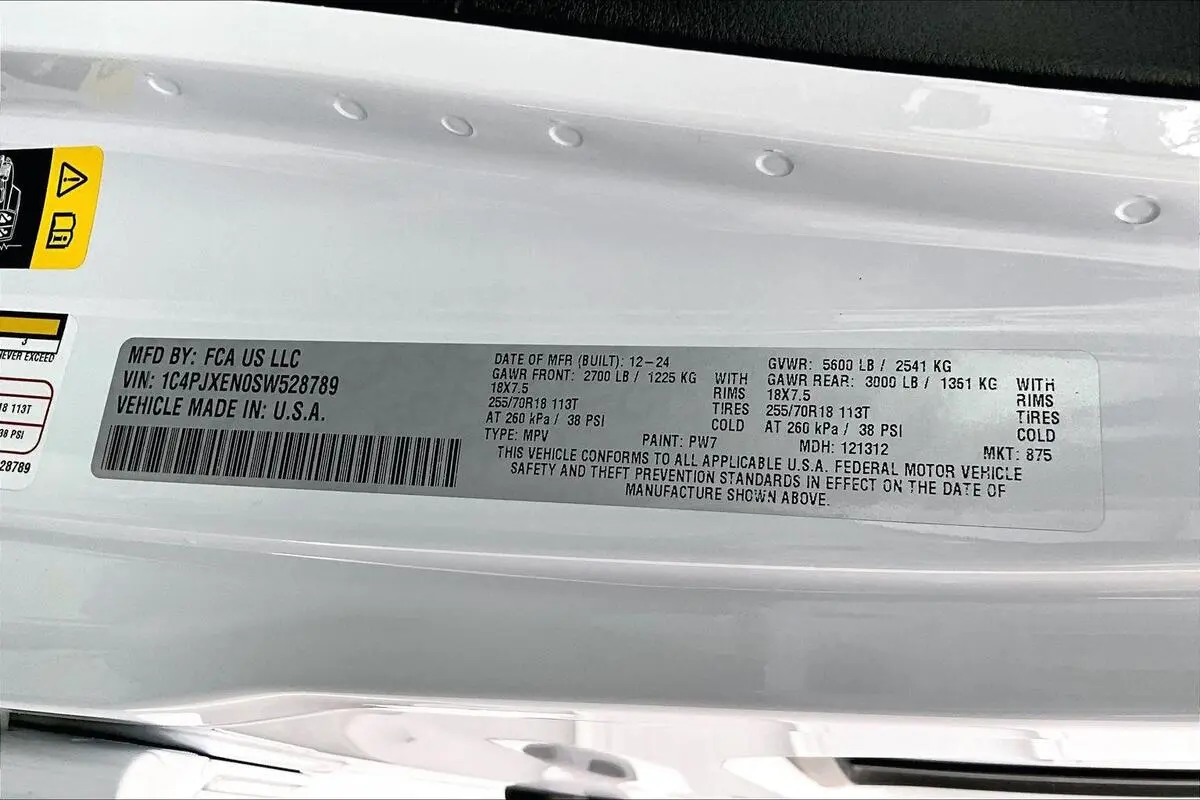 3
NEVER EXCEED
18 113T
38 PSI
28789
MFD BY: FCA US LLC
VIN: 1C4PJXEN0SW528789
VEHICLE MADE IN: U.S.A.
DATE OF MFR (BUILT): 12-24
GAWR FRONT: 2700 LB / 1225 KG WITH
18X7.5 RIMS
255/70R18 113T TIRES
AT 260 kPa / 38 PSI COLD
GVWR: 5600 LB / 2541 KG
GAWR REAR: 3000 LB / 1361 KG WITH
18X7.5 RIMS
255/70R18 113T TIRES
AT 260 kPa / 38 PSI COLD
TYPE: MPV PAINT: PW7 MDH: 121312 MKT: 875
THIS VEHICLE CONFORMS TO ALL APPLICABLE U.S.A. FEDERAL MOTOR VEHICLE
SAFETY AND THEFT PREVENTION STANDARDS IN EFFECT ON THE DATE OF
MANUFACTURE SHOWN ABOVE.